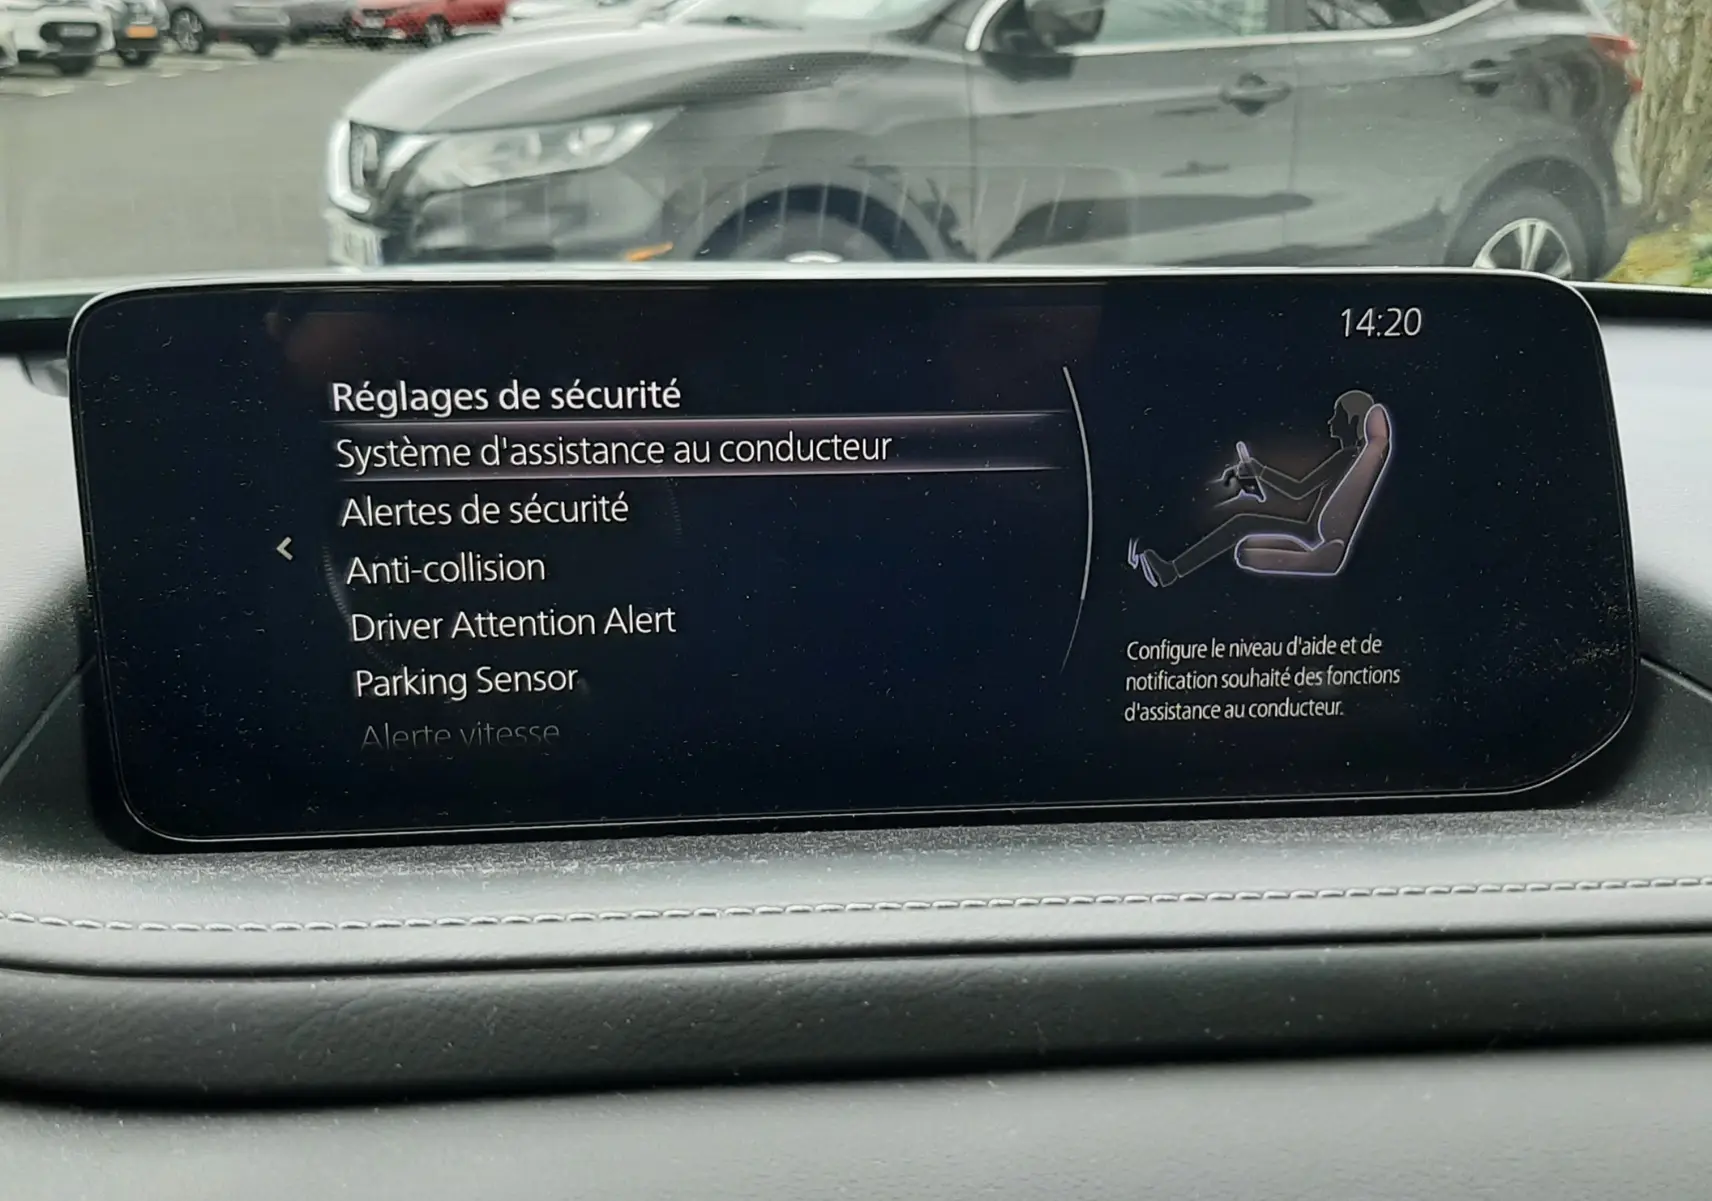 14:20
Réglages de sécurité
Système d'assistance au conducteur
Alertes de sécurité
Anti-collision
Driver Attention Alert
Parking Sensor
Alerte vitesse
Configure le niveau d'aide et de
notification souhaité des fonctions
d'assistance au conducteur.